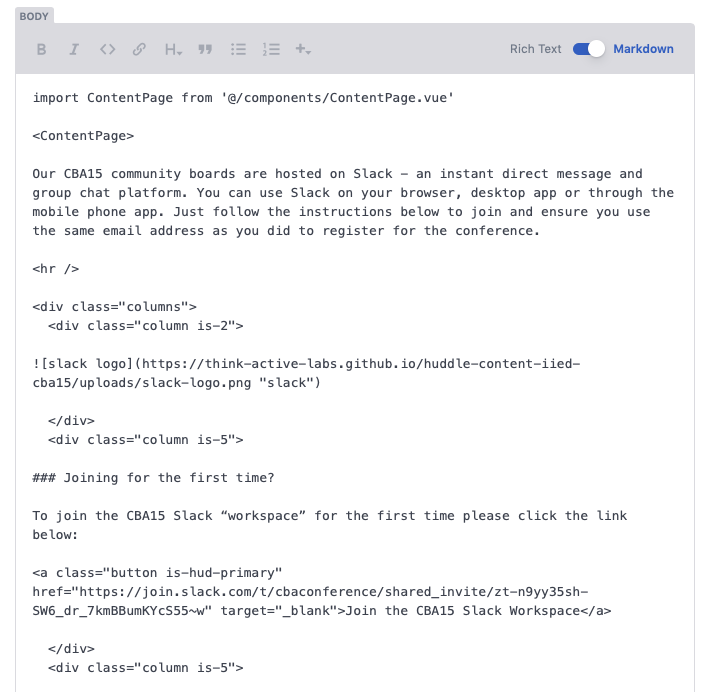 BODY
B I <> H Rich Text Markdown
import ContentPage from '@/components/ContentPage.vue'
<ContentPage>
Our CBA15 community boards are hosted on Slack – an instant direct message and
group chat platform. You can use Slack on your browser, desktop app or through the
mobile phone app. Just follow the instructions below to join and ensure you use
the same email address as you did to register for the conference.
<hr />
<div class="columns">
  <div class="column is-2">
![slack logo](https://think-active-labs.github.io/huddle-content-iied-
cba15/uploads/slack-logo.png "slack")
  </div>
  <div class="column is-5">
### Joining for the first time?
To join the CBA15 Slack “workspace” for the first time please click the link
below:
<a class="button is-hud-primary"
href="https://join.slack.com/t/cbaconference/shared_invite/zt-n9yy35sh-
SW6_dr_7kmBBumKYcS55~w" target="_blank">Join the CBA15 Slack Workspace</a>
  </div>
  <div class="column is-5">